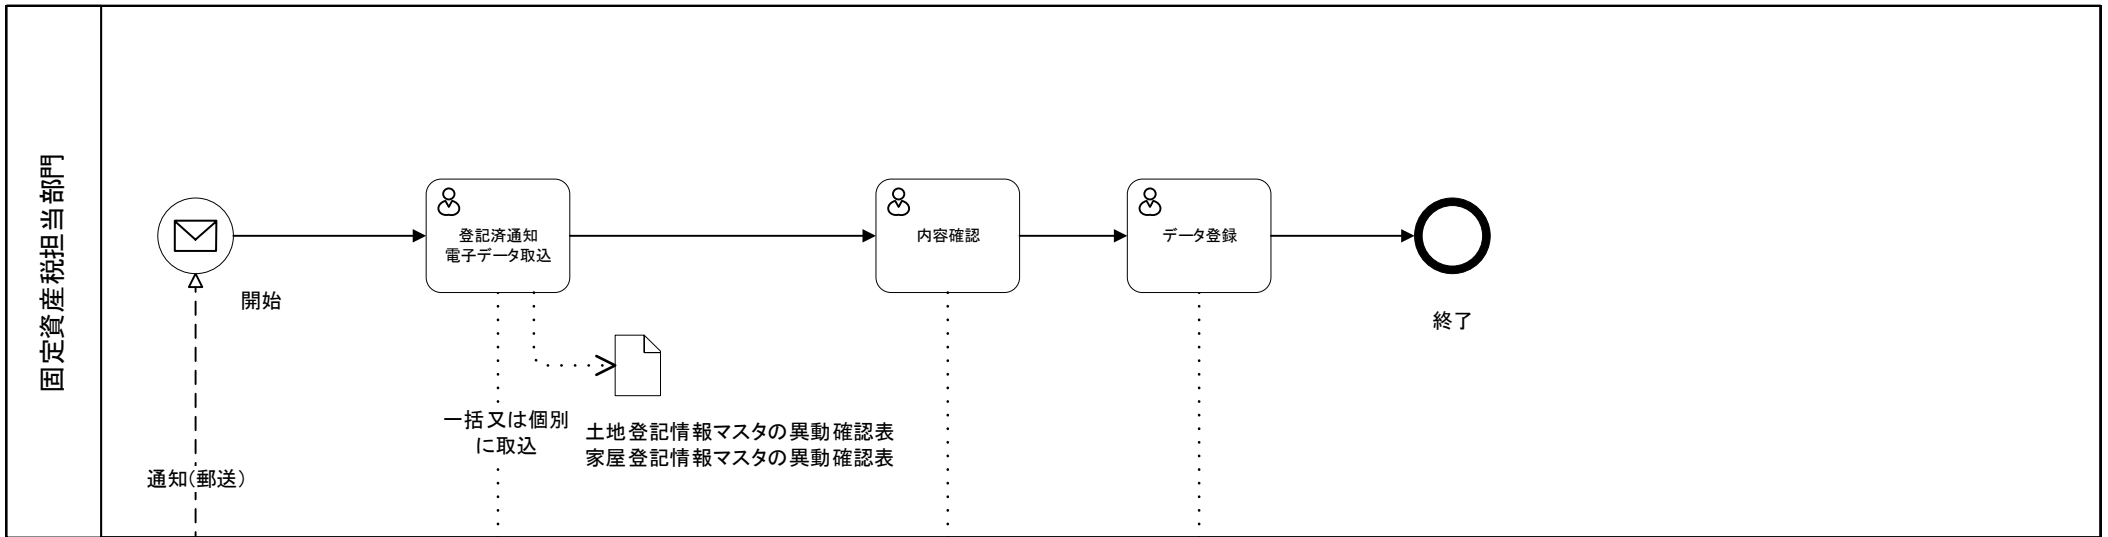 固定資産税担当部門
開始
登記済通知
電子データ取込
内容確認
データ登録
終了
一括又は個別
に取込
土地登記情報マスタの異動確認表
家屋登記情報マスタの異動確認表
通知(郵送)